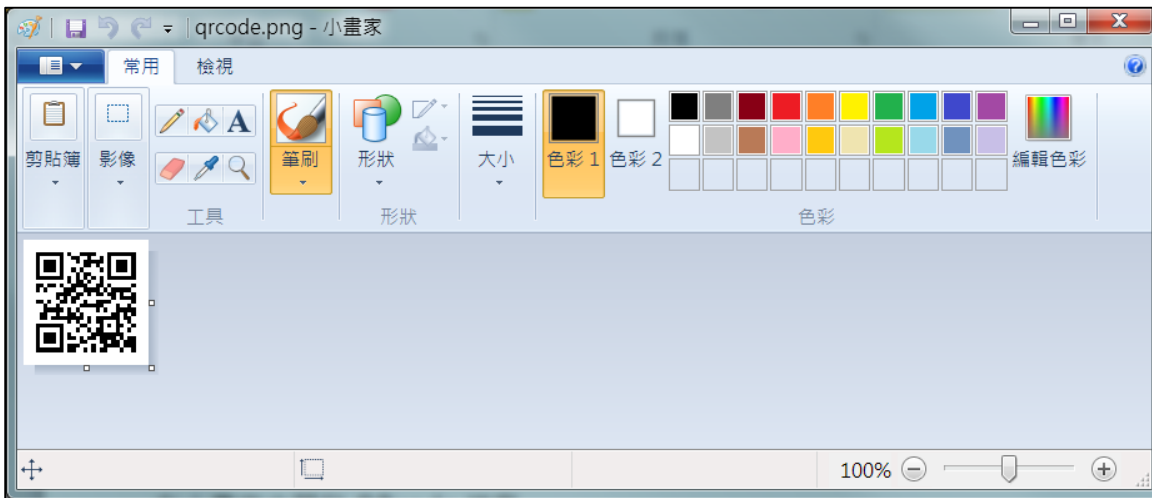 qrcode.png - 小畫家
常用 檢視
剪貼簿 影像 筆刷 形狀 大小 色彩 1 色彩 2 編輯色彩
工具 形狀 色彩
100%